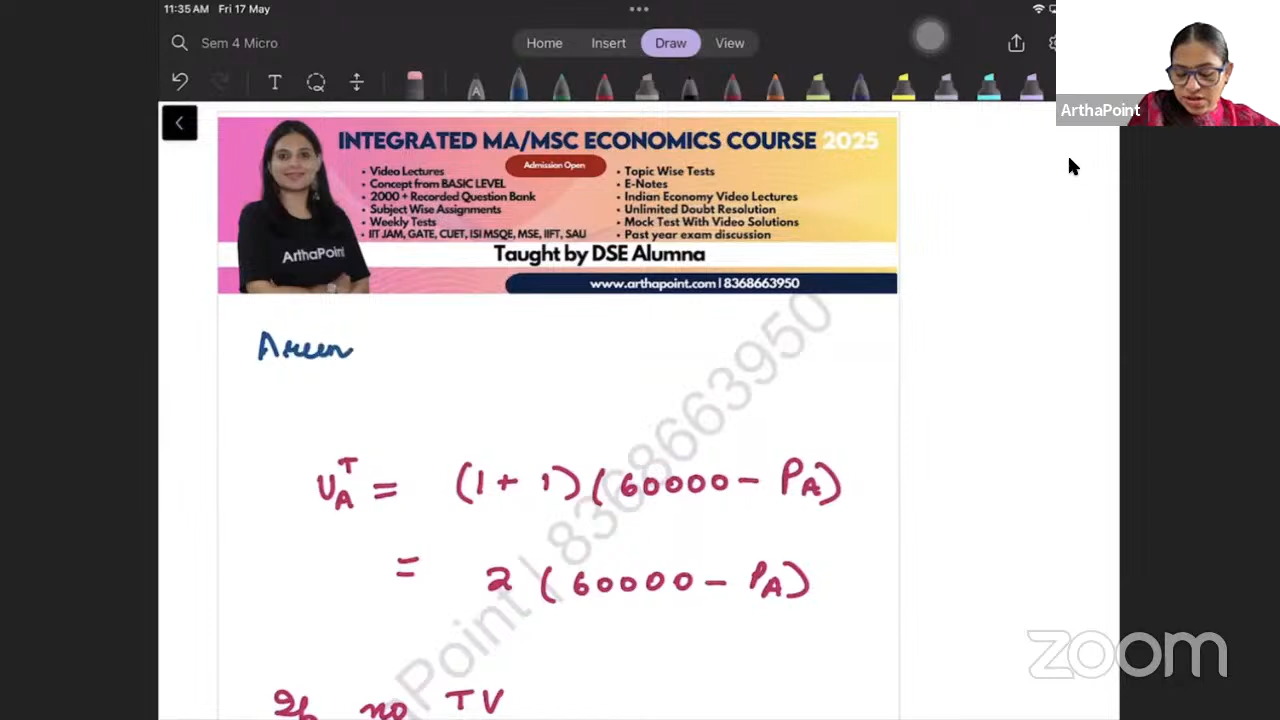 11:35 AM Fri 17 May
Sem 4 Micro
Home Insert Draw View
T
A
ArthaPoint
INTEGRATED MA/MSC ECONOMICS COURSE 2025
Admission Open
• Video Lectures
• Concept from BASIC LEVEL
• 2000 + Recorded Question Bank
• Subject Wise Assignments
• Weekly Tests
• IIT JAM, GATE, CUET, ISI MSQE, MSE, IIFT, SAU
• Topic Wise Tests
• E-Notes
• Indian Economy Video Lectures
• Unlimited Doubt Resolution
• Mock Test With Video Solutions
• Past year exam discussion
ArthaPoint
Taught by DSE Alumna
www.arthapoint.com | 8368663950
U_A^T = (1 + 1) (60000 - P_A)
= 2 (60000 - P_A)
no TV
Point | 8368663950
zoom